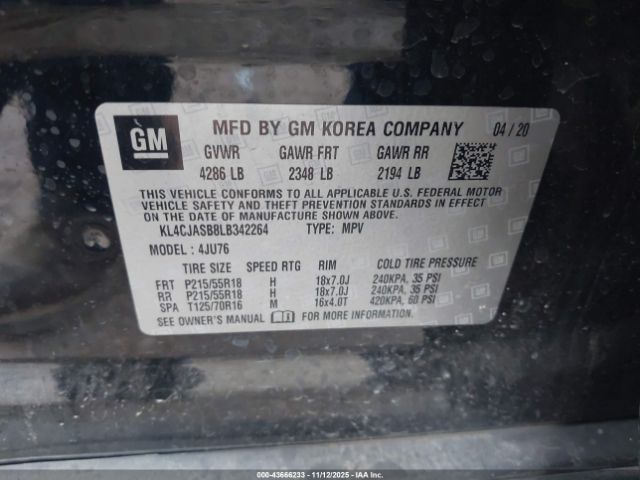 GM
MFD BY GM KOREA COMPANY 04 / 20
GVWR GAWR FRT GAWR RR
4286 LB 2348 LB 2194 LB
THIS VEHICLE CONFORMS TO ALL APPLICABLE U.S. FEDERAL MOTOR
VEHICLE SAFETY AND THEFT PREVENTION STANDARDS IN EFFECT
ON THE DATE OF MANUFACTURE SHOWN ABOVE.
KL4CJASB8LB342264 TYPE: MPV
MODEL : 4JU76
TIRE SIZE SPEED RTG RIM COLD TIRE PRESSURE
FRT P215/55R18 H 18x7.0J 240KPA, 35 PSI
RR P215/55R18 H 18x7.0J 240KPA, 35 PSI
SPA T125/70R16 M 16x4.0T 420KPA, 60 PSI
SEE OWNER'S MANUAL FOR MORE INFORMATION.
000-43666233 - 11/12/2025 - IAAI.CA